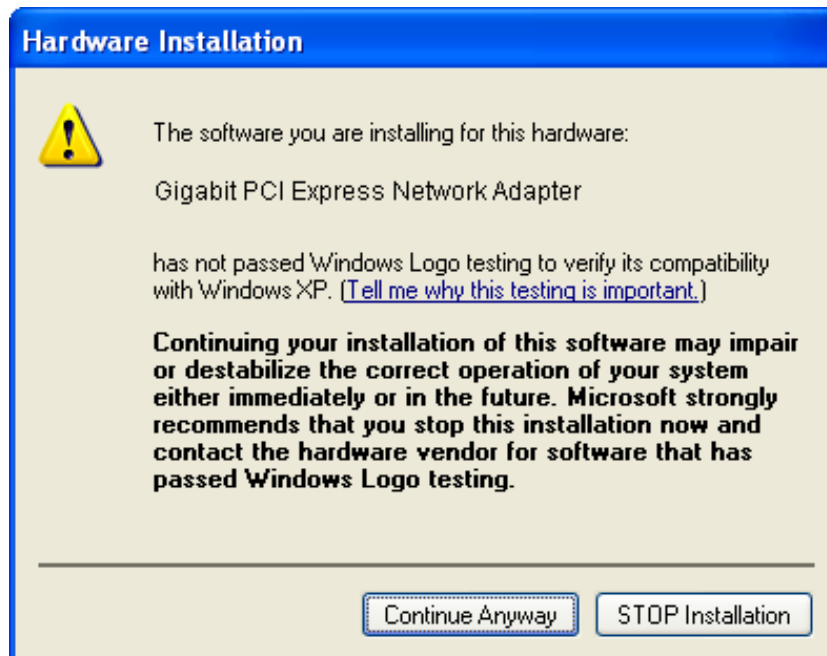 Hardware Installation
The software you are installing for this hardware:
Gigabit PCI Express Network Adapter
has not passed Windows Logo testing to verify its compatibility
with Windows XP. (Tell me why this testing is important.)
Continuing your installation of this software may impair
or destabilize the correct operation of your system
either immediately or in the future. Microsoft strongly
recommends that you stop this installation now and
contact the hardware vendor for software that has
passed Windows Logo testing.
Continue Anyway
STOP Installation